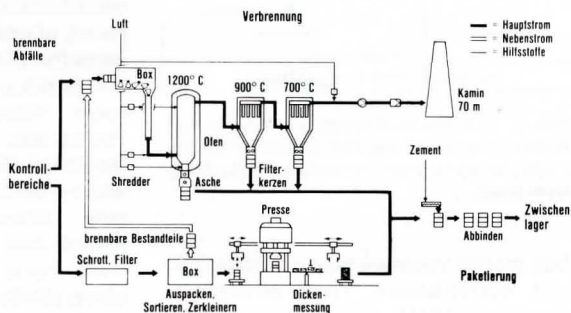 Verbrennung
Luft
= Hauptstrom
= Nebenstrom
= Hilfsstoffe
brennbare
Abfälle
Box
1200° C
900° C
700° C
Kamin
70 m
Ofen
Kontroll-
bereiche
Shredder
Asche
Filter-
kerzen
Zement
Presse
Zwischen
lager
brennbare Bestandteile
Abbinden
Schrott, Filter
Box
Paketierung
Auspacken,
Sortieren, Zerkleinern
Dicken-
messung